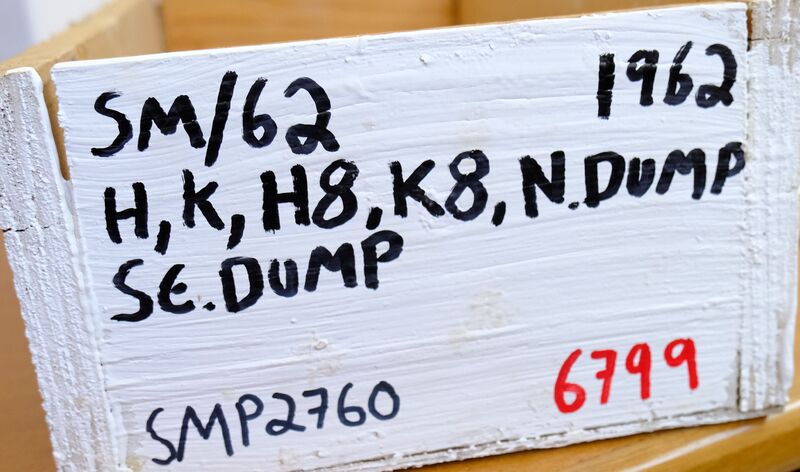 SM/62 1962
H, K, H8, K8, N.DUMP
SE.DUMP
SMP2760 6799